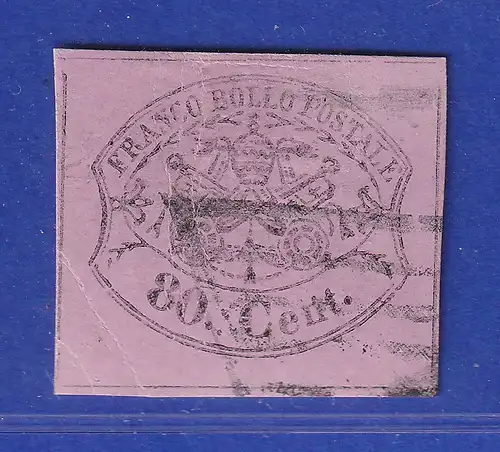 FRANCO BOLLO POSTALE
80. Cent.